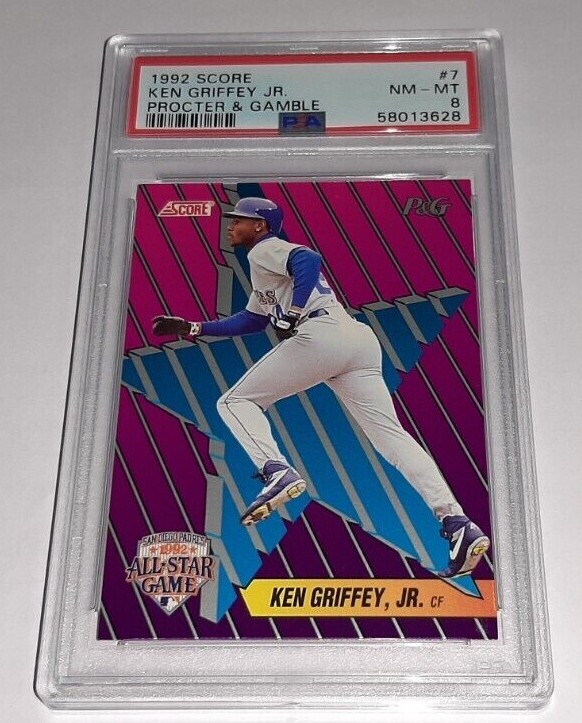 1992 SCORE #7
KEN GRIFFEY JR. NM - MT
PROCTER & GAMBLE 8
PSA 58013628
SCORE P&G
SAN DIEGO PADRES
1992
ALL★STAR
GAME
KEN GRIFFEY, JR. CF